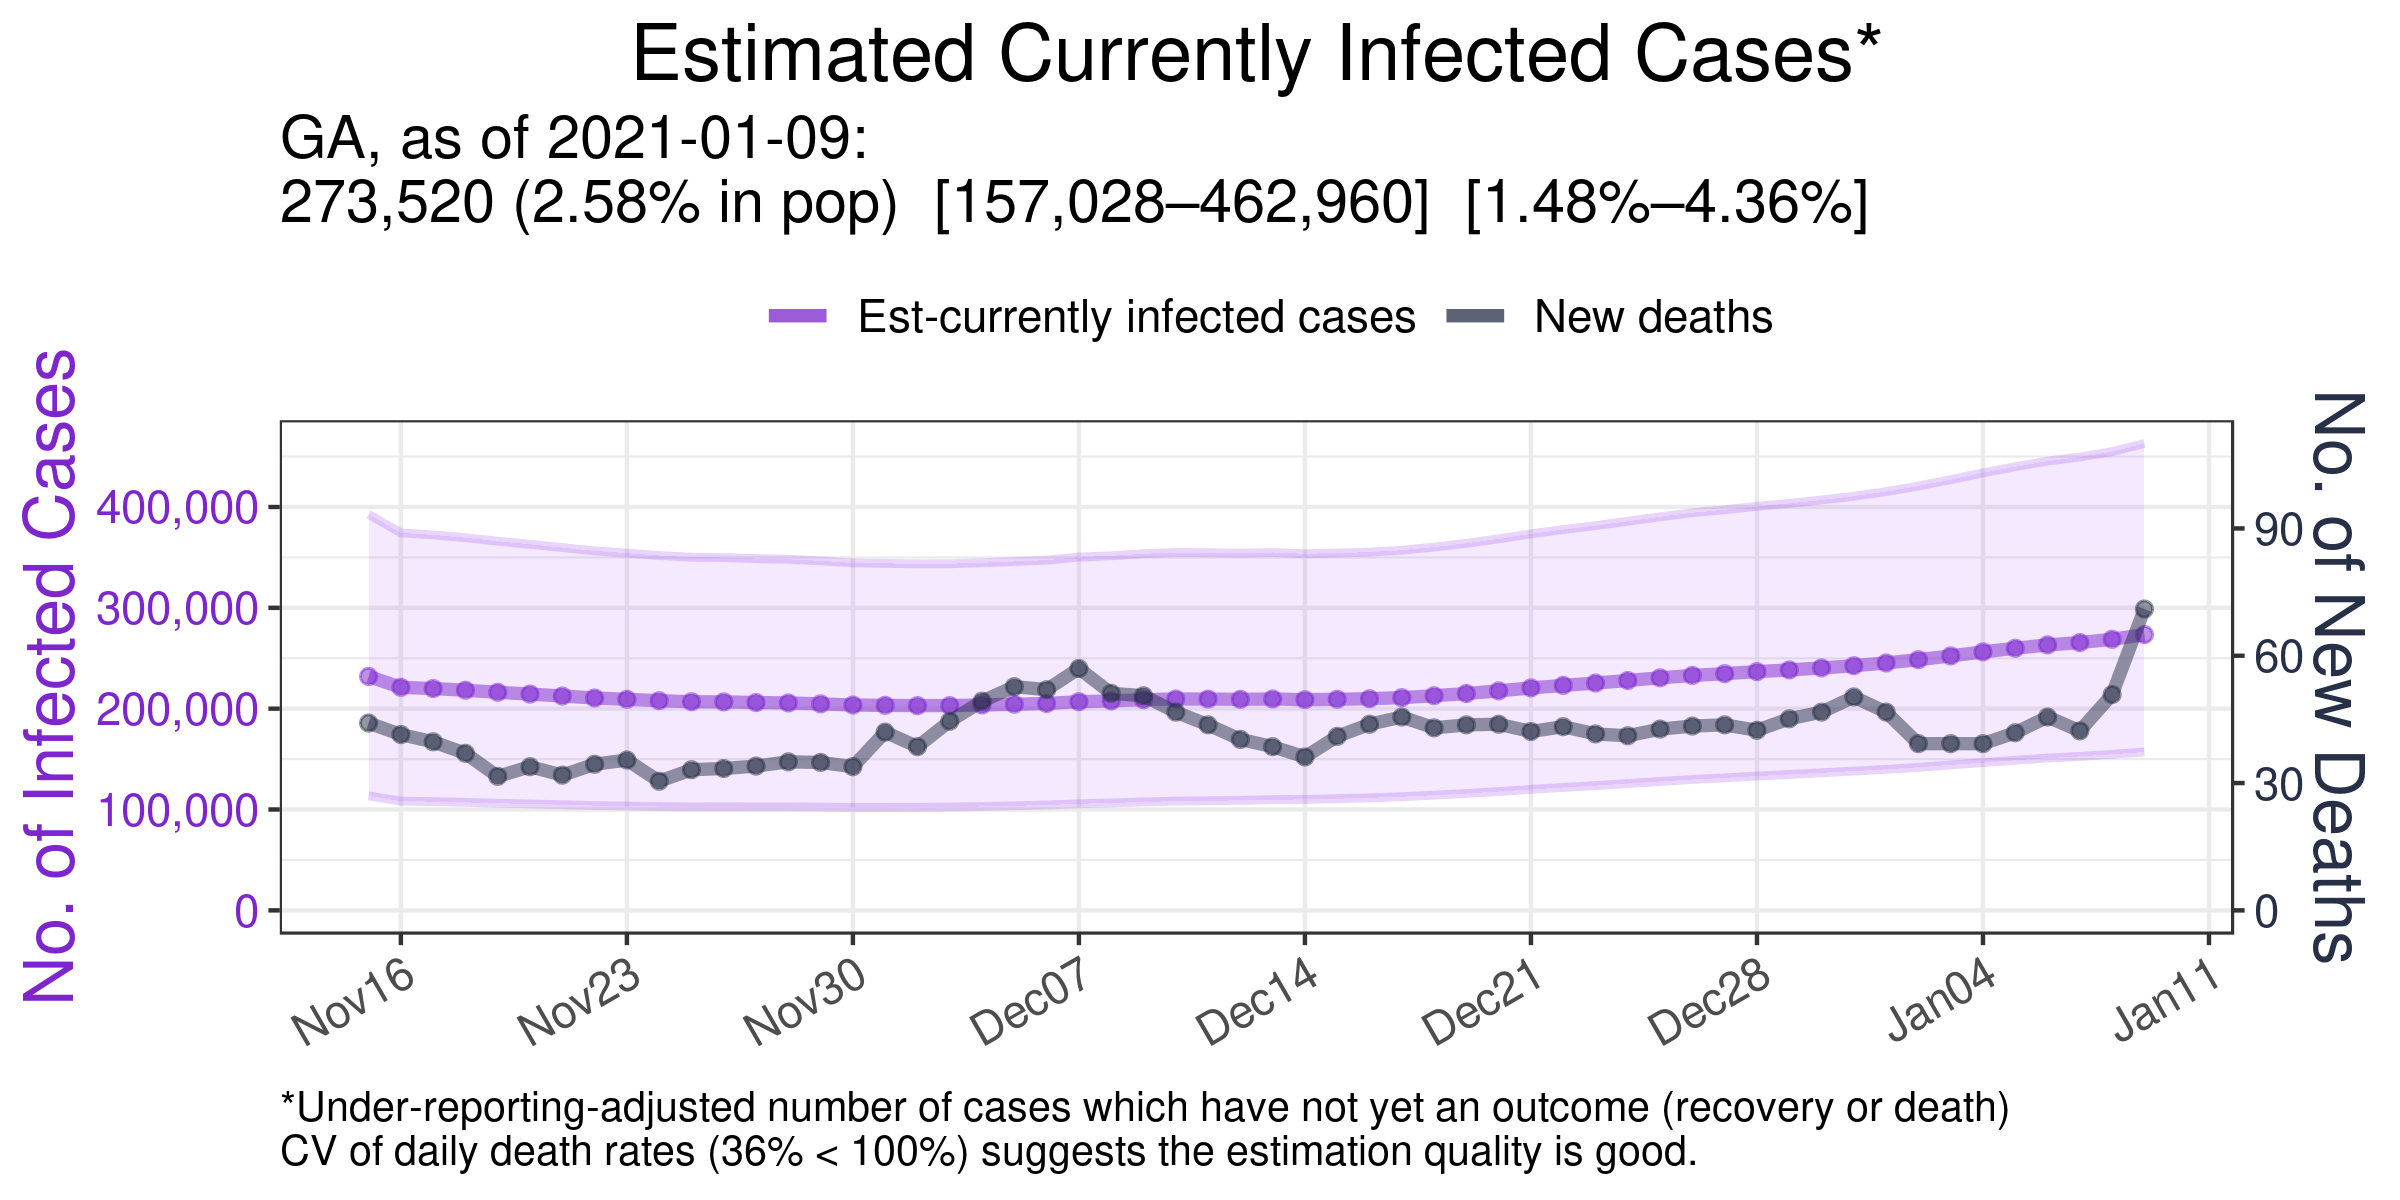 Estimated Currently Infected Cases*
GA, as of 2021-01-09:
273,520 (2.58% in pop)  [157,028–462,960]  [1.48%–4.36%]
Est-currently infected cases
New deaths
No. of Infected Cases
400,000
300,000
200,000
100,000
0
90
60
30
0
No. of New Deaths
Nov16
Nov23
Nov30
Dec07
Dec14
Dec21
Dec28
Jan04
Jan11
*Under-reporting-adjusted number of cases which have not yet an outcome (recovery or death)
CV of daily death rates (36% < 100%) suggests the estimation quality is good.